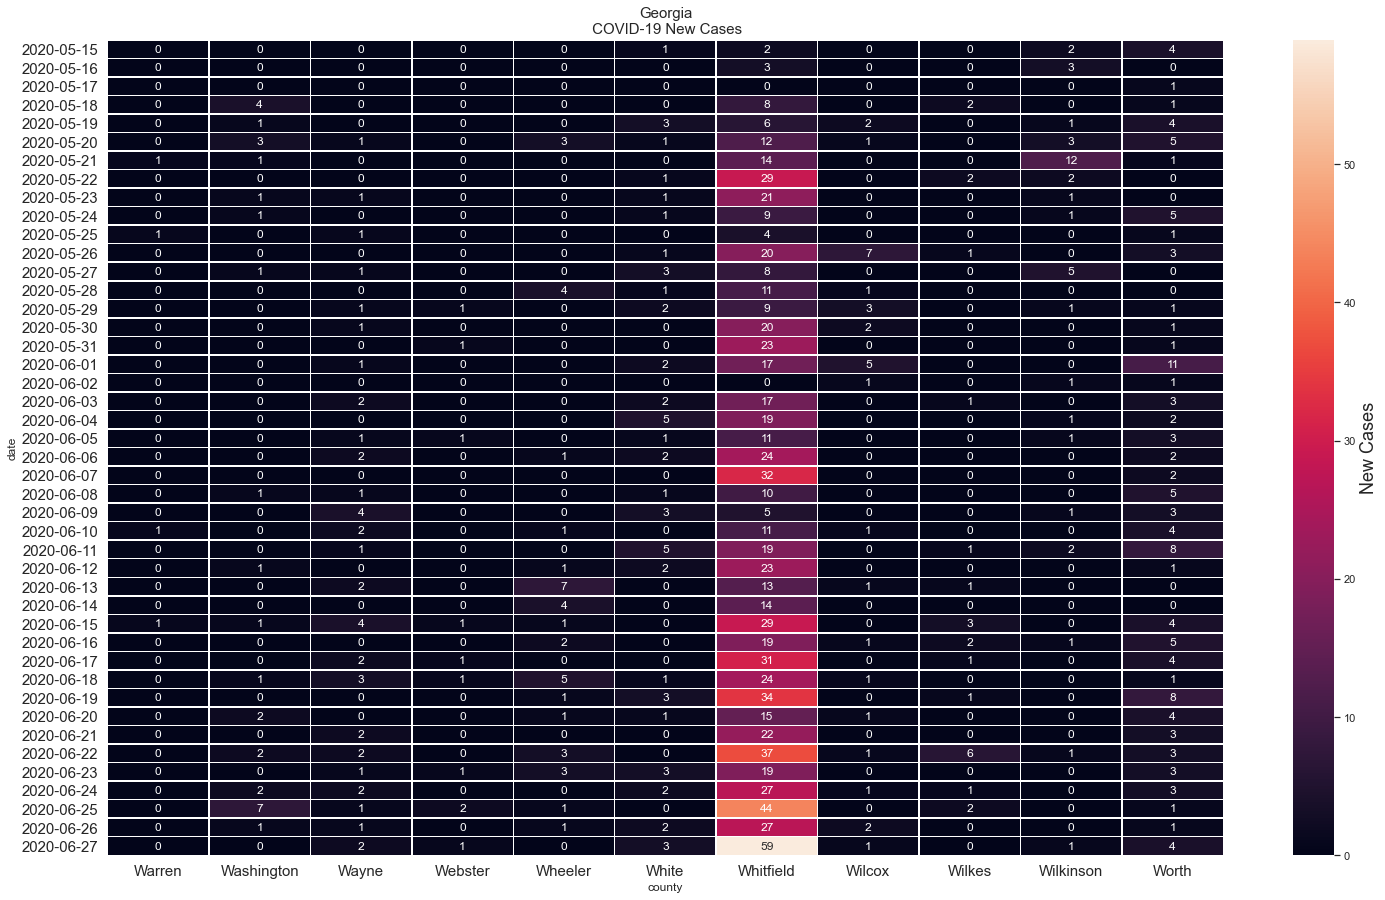 Georgia
COVID-19 New Cases
2020-05-15 0 0 0 0 0 1 2 0 0 2 4
2020-05-16 0 0 0 0 0 0 3 0 0 3 0
2020-05-17 0 0 0 0 0 0 0 0 0 0 1
2020-05-18 0 4 0 0 0 0 8 0 2 0 1
2020-05-19 0 1 0 0 0 3 6 2 0 1 4
2020-05-20 0 3 1 0 3 1 12 1 0 3 5
2020-05-21 1 1 0 0 0 0 14 0 0 12 1
2020-05-22 0 0 0 0 0 1 29 0 2 2 0
2020-05-23 0 1 1 0 0 1 21 0 0 1 0
2020-05-24 0 1 0 0 0 1 9 0 0 1 5
2020-05-25 1 0 1 0 0 0 4 0 0 0 1
2020-05-26 0 0 0 0 0 1 20 7 1 0 3
2020-05-27 0 1 1 0 0 3 8 0 0 5 0
2020-05-28 0 0 0 0 4 1 11 1 0 0 0
2020-05-29 0 0 1 1 0 2 9 3 0 1 1
2020-05-30 0 0 1 0 0 0 20 2 0 0 1
2020-05-31 0 0 0 1 0 0 23 0 0 0 1
2020-06-01 0 0 1 0 0 2 17 5 0 0 11
2020-06-02 0 0 0 0 0 0 0 1 0 1 1
2020-06-03 0 0 2 0 0 2 17 0 1 0 3
2020-06-04 0 0 0 0 0 5 19 0 0 1 2
2020-06-05 0 0 1 1 0 1 11 0 0 1 3
2020-06-06 0 0 2 0 1 2 24 0 0 0 2
2020-06-07 0 0 0 0 0 0 32 0 0 0 2
2020-06-08 0 1 1 0 0 1 10 0 0 0 5
2020-06-09 0 0 4 0 0 3 5 0 0 1 3
2020-06-10 1 0 2 0 1 0 11 1 0 0 4
2020-06-11 0 0 1 0 0 5 19 0 1 2 8
2020-06-12 0 1 0 0 1 2 23 0 0 0 1
2020-06-13 0 0 2 0 7 0 13 1 1 0 0
2020-06-14 0 0 0 0 4 0 14 0 0 0 0
2020-06-15 1 1 4 1 1 0 29 0 3 0 4
2020-06-16 0 0 0 0 2 0 19 1 2 1 5
2020-06-17 0 0 2 1 0 0 31 0 1 0 4
2020-06-18 0 1 3 1 5 1 24 1 0 0 1
2020-06-19 0 0 0 0 1 3 34 0 1 0 8
2020-06-20 0 2 0 0 1 1 15 1 0 0 4
2020-06-21 0 0 2 0 0 0 22 0 0 0 3
2020-06-22 0 2 2 0 3 0 37 1 6 1 3
2020-06-23 0 0 1 1 3 3 19 0 0 0 3
2020-06-24 0 2 2 0 0 2 27 1 1 0 3
2020-06-25 0 7 1 2 1 0 44 0 2 0 1
2020-06-26 0 1 1 0 1 2 27 2 0 0 1
2020-06-27 0 0 2 1 0 3 59 1 0 1 4
Warren Washington Wayne Webster Wheeler White Whitfield Wilcox Wilkes Wilkinson Worth
county
date
50
40
30
20
10
0
New Cases